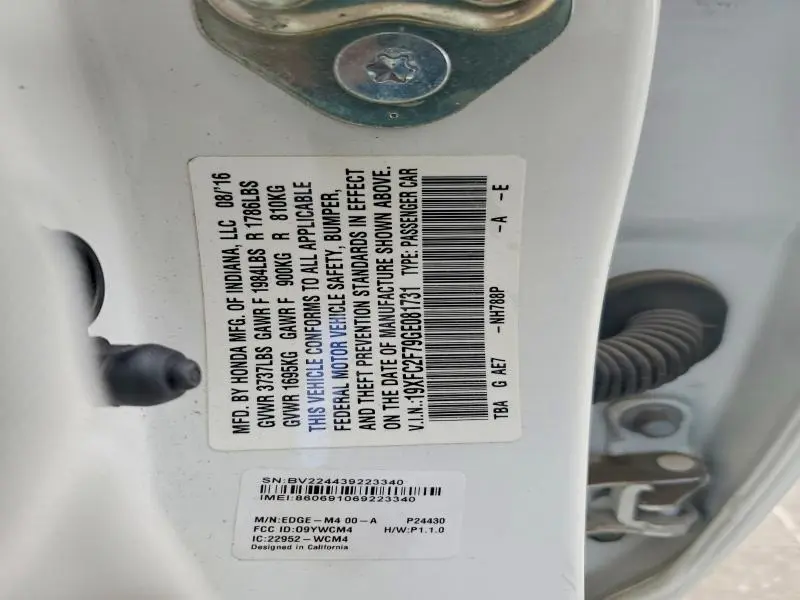 MFD. BY HONDA MFG. OF INDIANA, LLC 08/'16
GVWR 3737LBS GAWR F 1984LBS R 1786LBS
GVWR 1695KG GAWR F 900KG R 810KG
THIS VEHICLE CONFORMS TO ALL APPLICABLE
FEDERAL MOTOR VEHICLE SAFETY, BUMPER,
AND THEFT PREVENTION STANDARDS IN EFFECT
ON THE DATE OF MANUFACTURE SHOWN ABOVE.
V.I.N.:19XFC2F79GE081731 TYPE: PASSENGER CAR
TBA G AE7 -NH788P -A -E
SN:BV224439223340
IMEI:860691069223340
M/N:EDGE-M4 00-A P24430
FCC ID:O9YWCM4 H/W:P1.1.0
IC:22952-WCM4
Designed in California